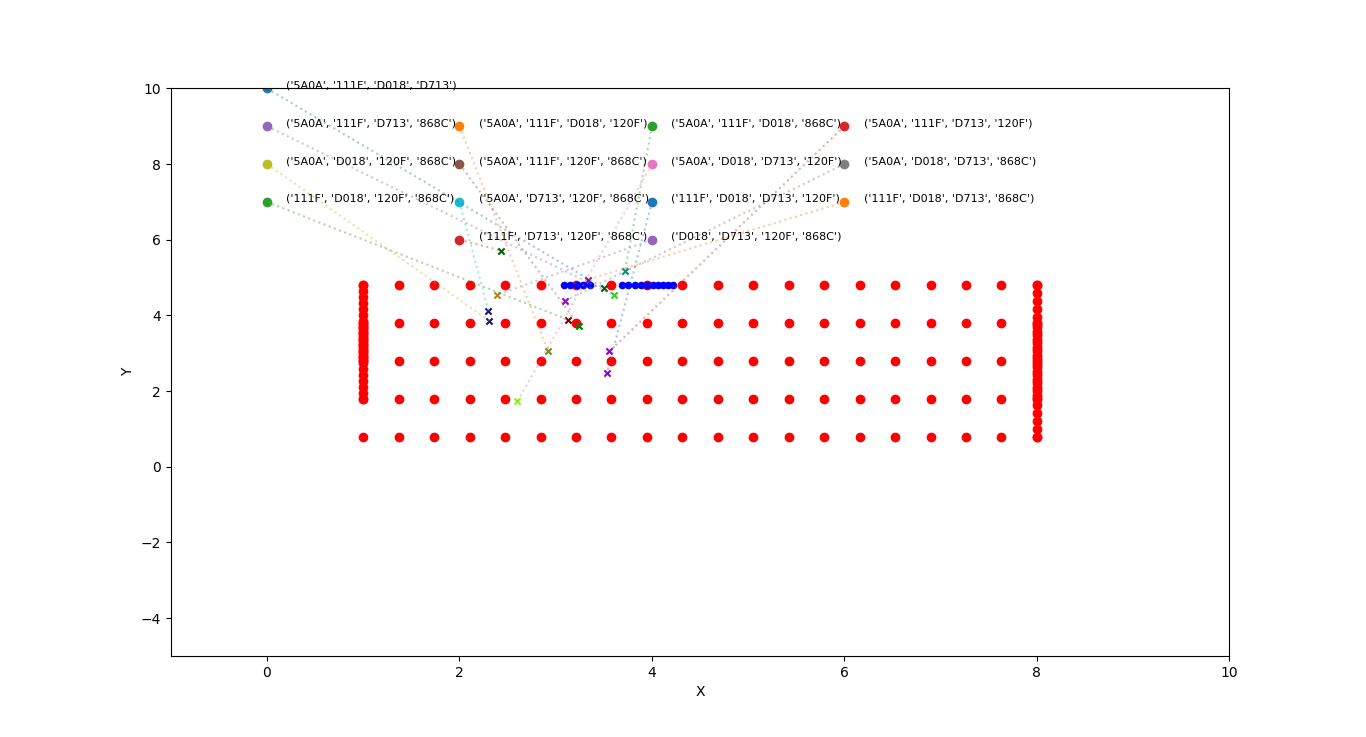 10
('5A0A', '111F', 'D018', 'D713')
('5A0A', '111F', 'D713', '868C')
('5A0A', '111F', 'D018', '120F')
('5A0A', '111F', 'D018', '868C')
('5A0A', '111F', 'D713', '120F')
8
('5A0A', 'D018', '120F', '868C')
('5A0A', '111F', '120F', '868C')
('5A0A', 'D018', 'D713', '120F')
('5A0A', 'D018', 'D713', '868C')
('111F', 'D018', '120F', '868C')
('5A0A', 'D713', '120F', '868C')
('111F', 'D018', 'D713', '120F')
('111F', 'D018', 'D713', '868C')
6
('111F', 'D713', '120F', '868C')
('D018', 'D713', '120F', '868C')
4
Y
2
0
−2
−4
0 2 4 6 8 10
X